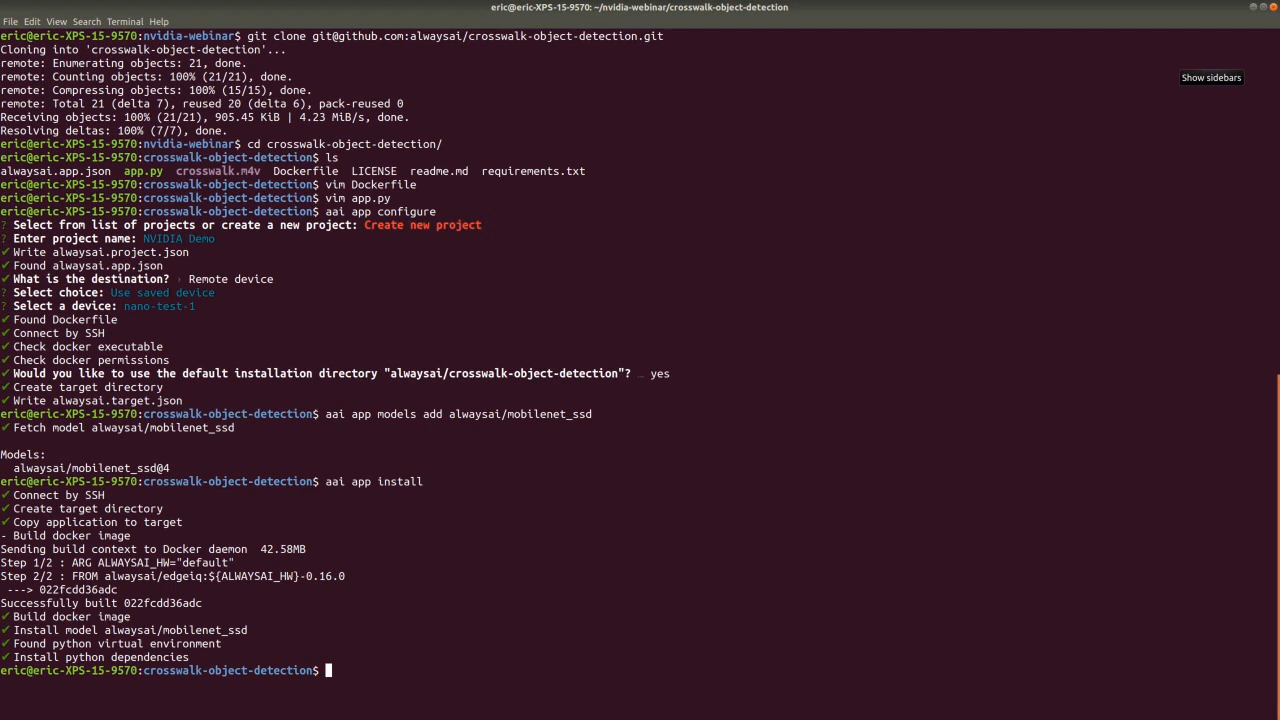 eric@eric-XPS-15-9570: ~/nvidia-webinar/crosswalk-object-detection
File Edit View Search Terminal Help
eric@eric-XPS-15-9570:nvidia-webinar$ git clone git@github.com:alwaysai/crosswalk-object-detection.git
Cloning into 'crosswalk-object-detection'...
remote: Enumerating objects: 21, done.
remote: Counting objects: 100% (21/21), done.
Show sidebars
remote: Compressing objects: 100% (15/15), done.
remote: Total 21 (delta 7), reused 20 (delta 6), pack-reused 0
Receiving objects: 100% (21/21), 905.45 KiB | 4.23 MiB/s, done.
Resolving deltas: 100% (7/7), done.
eric@eric-XPS-15-9570:nvidia-webinar$ cd crosswalk-object-detection/
eric@eric-XPS-15-9570:crosswalk-object-detection$ ls
alwaysai.app.json  app.py  crosswalk.m4v  Dockerfile  LICENSE  readme.md  requirements.txt
eric@eric-XPS-15-9570:crosswalk-object-detection$ vim Dockerfile
eric@eric-XPS-15-9570:crosswalk-object-detection$ vim app.py
eric@eric-XPS-15-9570:crosswalk-object-detection$ aai app configure
? Select from list of projects or create a new project: Create new project
? Enter project name: NVIDIA Demo
✔ Write alwaysai.project.json
✔ Found alwaysai.app.json
✔ What is the destination? › Remote device
? Select choice: Use saved device
? Select a device: nano-test-1
✔ Found Dockerfile
✔ Connect by SSH
✔ Check docker executable
✔ Check docker permissions
✔ Would you like to use the default installation directory "alwaysai/crosswalk-object-detection"? … yes
✔ Create target directory
✔ Write alwaysai.target.json
eric@eric-XPS-15-9570:crosswalk-object-detection$ aai app models add alwaysai/mobilenet_ssd
✔ Fetch model alwaysai/mobilenet_ssd
Models:
  alwaysai/mobilenet_ssd@4
eric@eric-XPS-15-9570:crosswalk-object-detection$ aai app install
✔ Connect by SSH
✔ Create target directory
✔ Copy application to target
- Build docker image
Sending build context to Docker daemon  42.58MB
Step 1/2 : ARG ALWAYSAI_HW="default"
Step 2/2 : FROM alwaysai/edgeiq:${ALWAYSAI_HW}-0.16.0
 ---> 022fcdd36adc
Successfully built 022fcdd36adc
✔ Build docker image
✔ Install model alwaysai/mobilenet_ssd
✔ Found python virtual environment
✔ Install python dependencies
eric@eric-XPS-15-9570:crosswalk-object-detection$